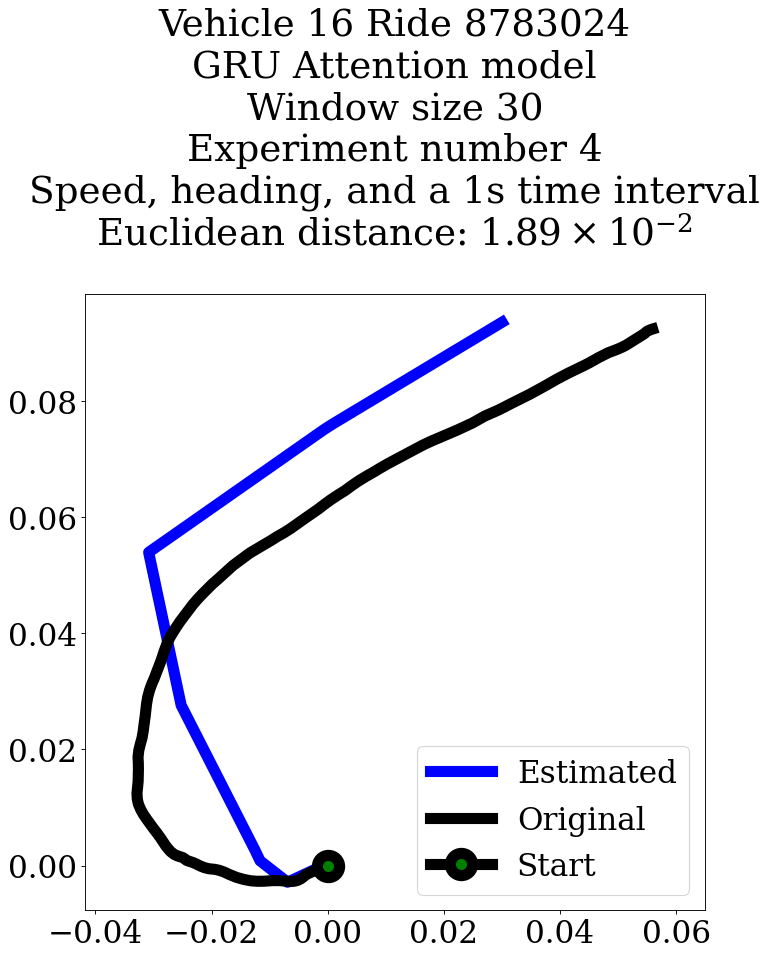 Vehicle 16 Ride 8783024
GRU Attention model
Window size 30
Experiment number 4
Speed, heading, and a 1s time interval
Euclidean distance: 1.89 × 10⁻²
0.08
0.06
0.04
0.02
0.00
Estimated
Original
Start
−0.04 −0.02 0.00 0.02 0.04 0.06